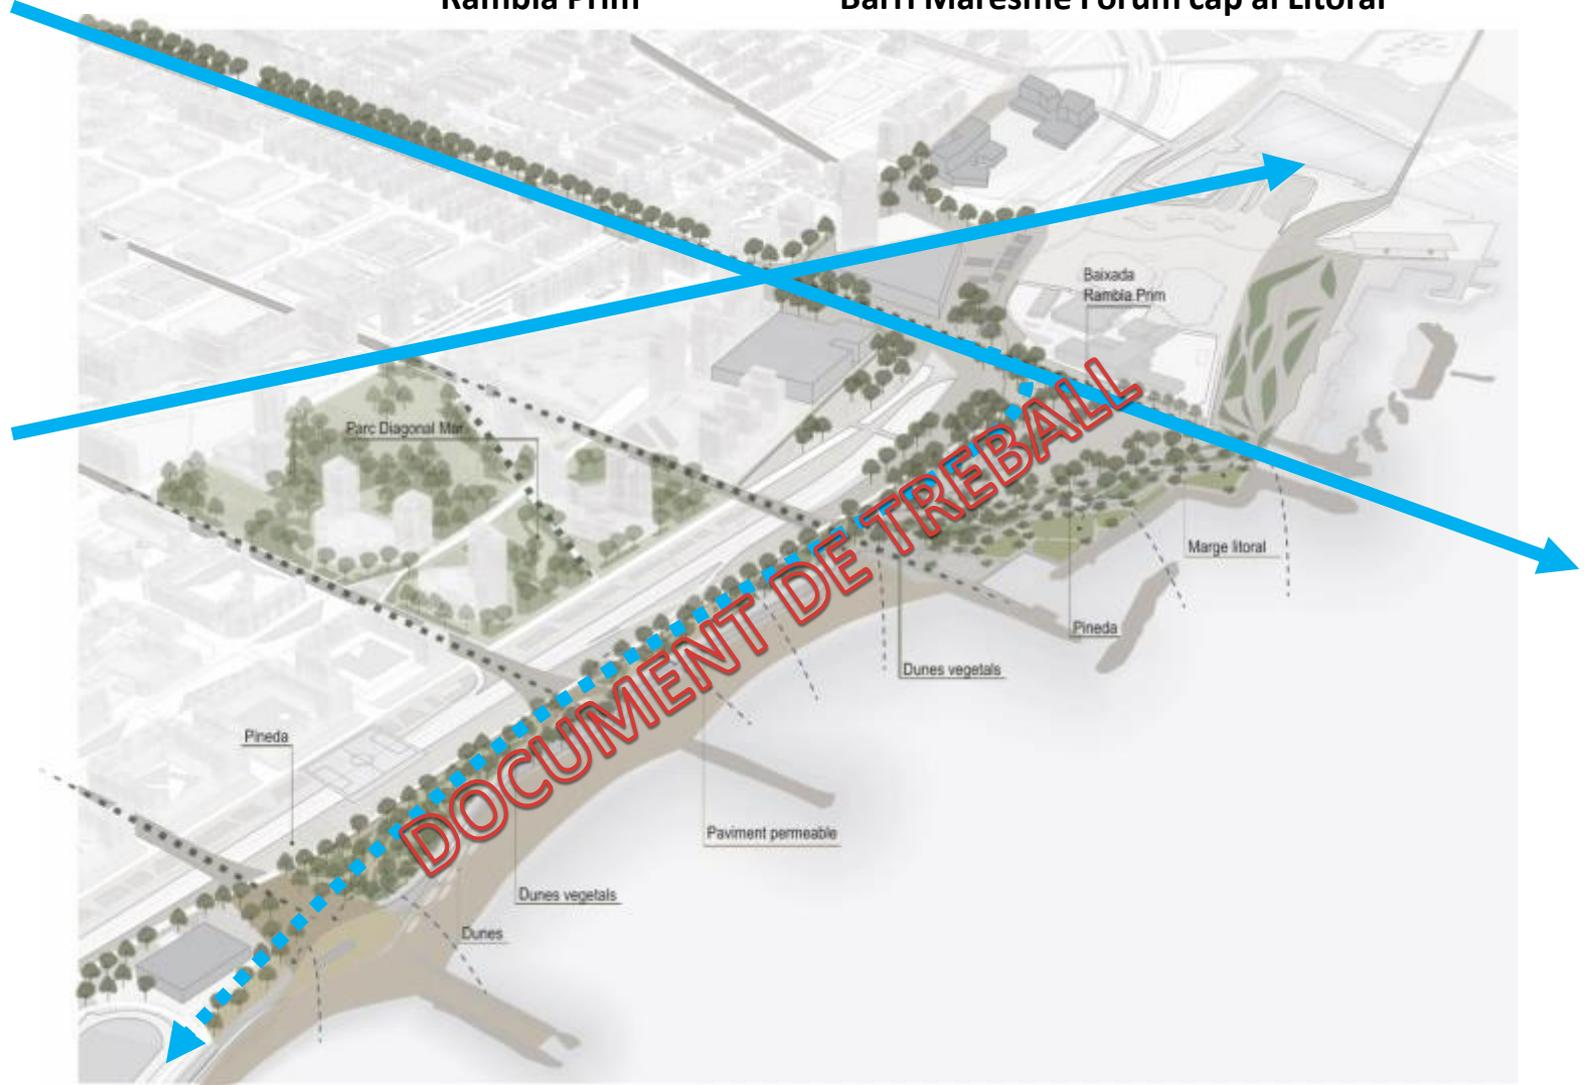 Rambla Prim
Barri Maresme Fòrum cap al Litoral
Baixada
Rambla Prim
Parc Diagonal Mar
DOCUMENT DE TREBALL
Marge litoral
Pineda
Dunes vegetals
Pineda
Paviment permeable
Dunes vegetals
Dunes